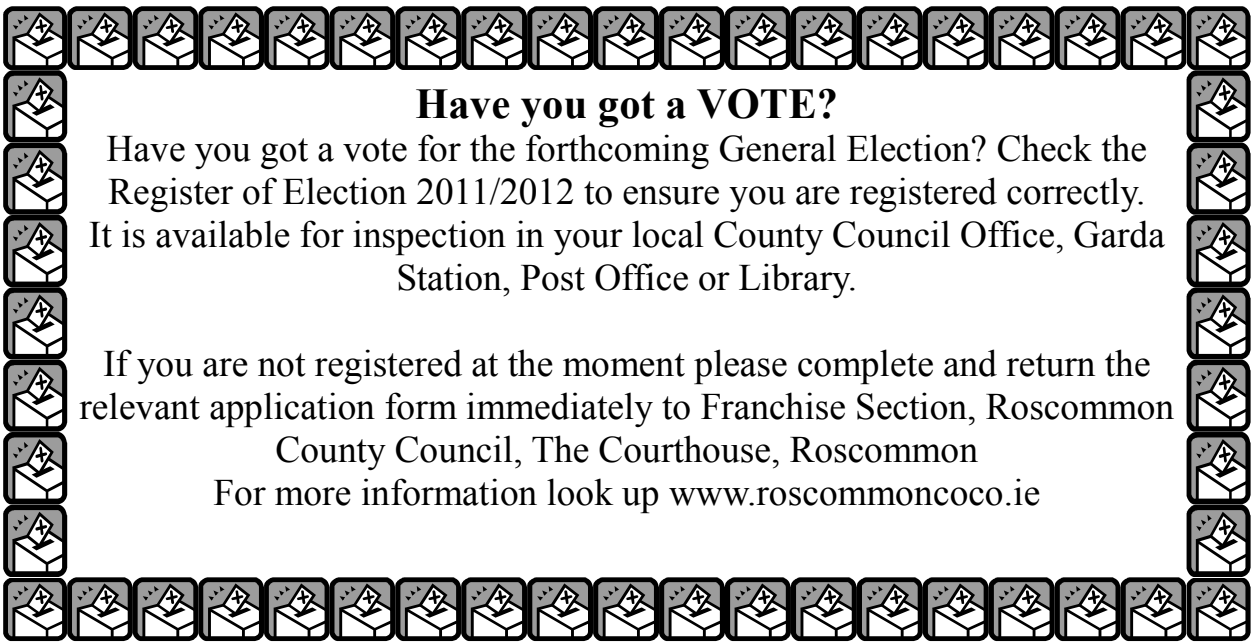 Have you got a VOTE?
Have you got a vote for the forthcoming General Election? Check the
Register of Election 2011/2012 to ensure you are registered correctly.
It is available for inspection in your local County Council Office, Garda
Station, Post Office or Library.
If you are not registered at the moment please complete and return the
relevant application form immediately to Franchise Section, Roscommon
County Council, The Courthouse, Roscommon
For more information look up www.roscommoncoco.ie